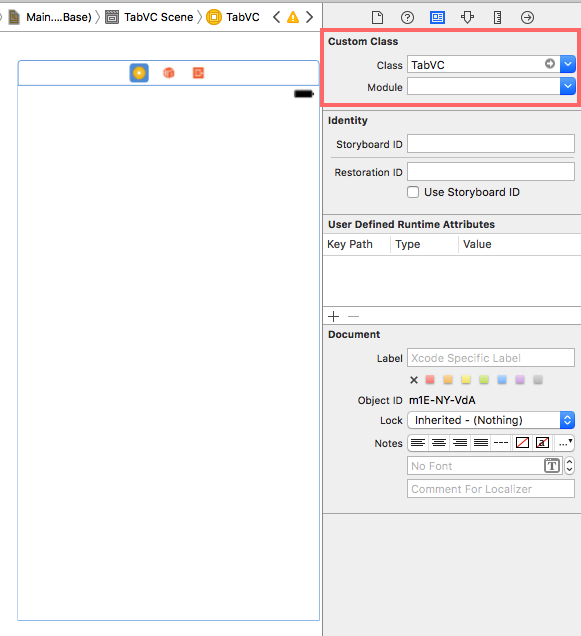 Main....Base) TabVC Scene TabVC
Custom Class
Class TabVC
Module
Identity
Storyboard ID
Restoration ID
Use Storyboard ID
User Defined Runtime Attributes
Key Path Type Value
Document
Label Xcode Specific Label
Object ID m1E-NY-VdA
Lock Inherited - (Nothing)
Notes
No Font
Comment For Localizer